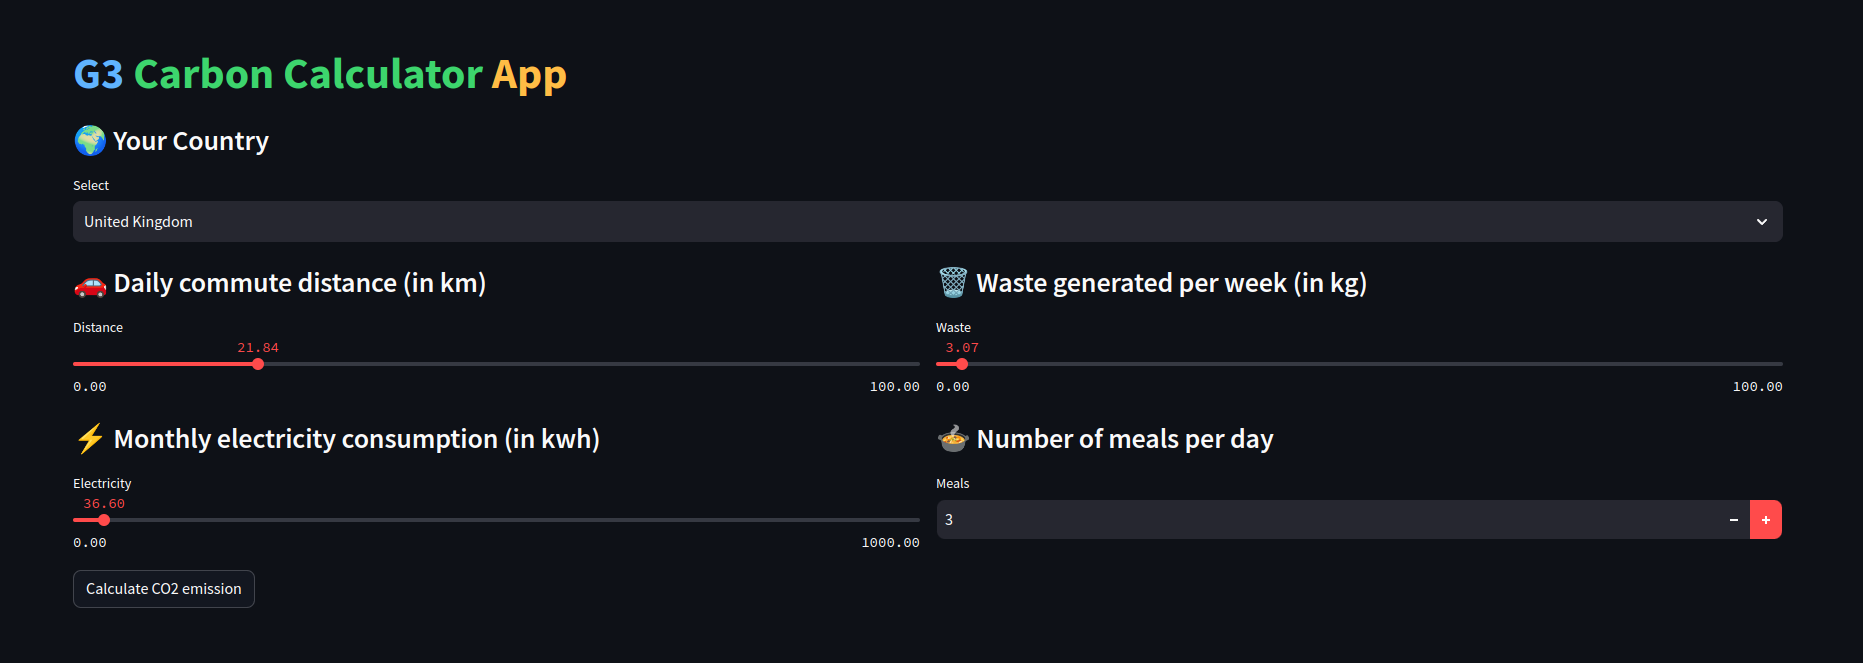 G3 Carbon Calculator App
Your Country
Select
United Kingdom
Daily commute distance (in km)
Distance
21.84
0.00 100.00
Waste generated per week (in kg)
Waste
3.07
0.00 100.00
Monthly electricity consumption (in kwh)
Electricity
36.60
0.00 1000.00
Number of meals per day
Meals
3 − +
Calculate CO2 emission